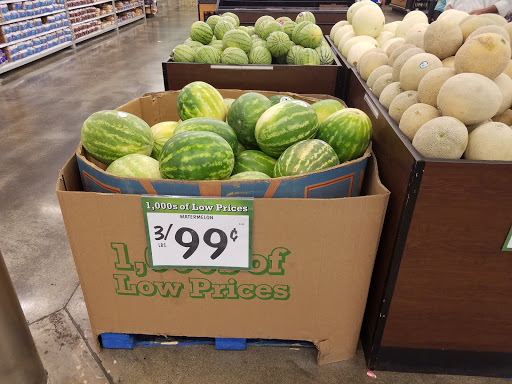 1,000s of Low Prices
WATERMELON
3/ 99¢
LBS
1,000s of
Low Prices